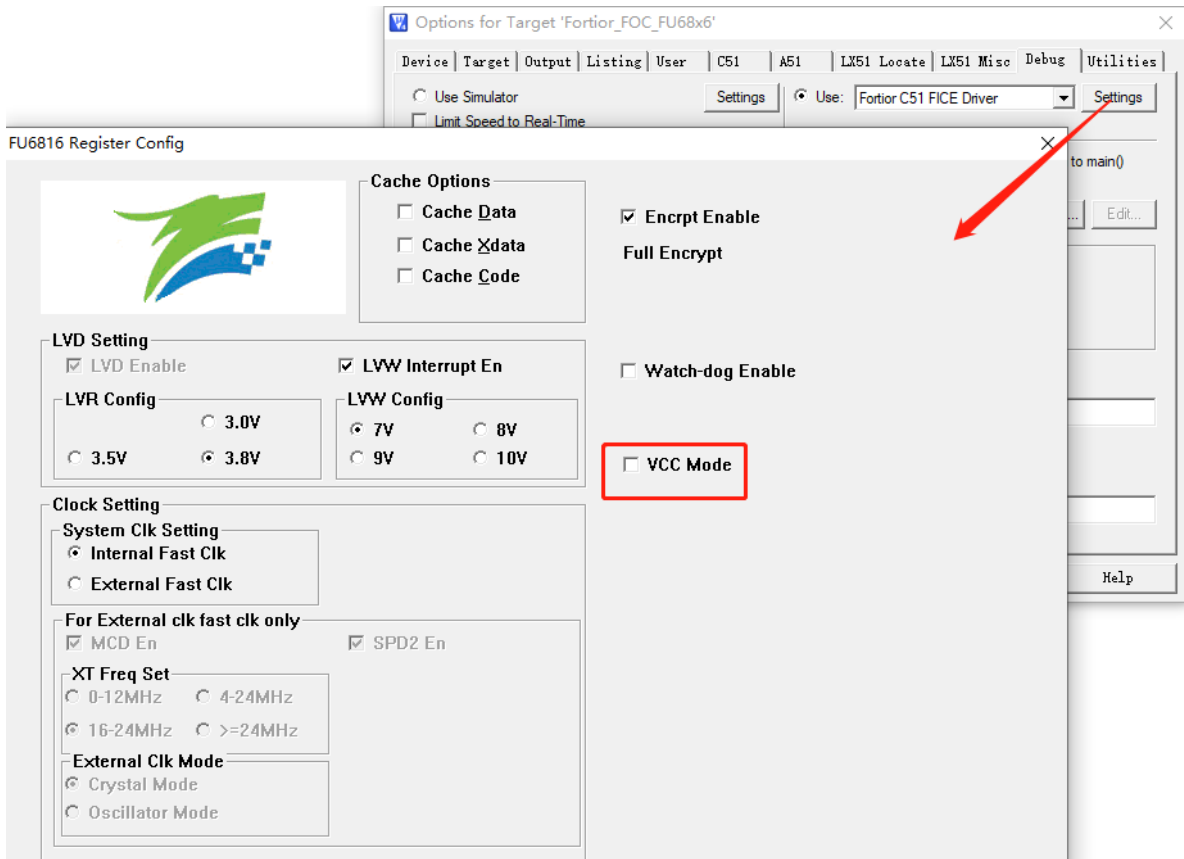 Options for Target 'Fortior_FOC_FU68x6'
Device Target Output Listing User C51 A51 LX51 Locate LX51 Misc Debug Utilities
Use Simulator Settings Use: Fortior C51 FICE Driver Settings
Limit Speed to Real-Time
to main()
... Edit...
Help
FU6816 Register Config
Cache Options
Cache Data
Cache Xdata
Cache Code
Encrpt Enable
Full Encrypt
LVD Setting
LVD Enable LVW Interrupt En
Watch-dog Enable
LVR Config
3.0V
3.5V 3.8V
LVW Config
7V 8V
9V 10V
VCC Mode
Clock Setting
System Clk Setting
Internal Fast Clk
External Fast Clk
For External clk fast clk only
MCD En SPD2 En
XT Freq Set
0-12MHz 4-24MHz
16-24MHz >=24MHz
External Clk Mode
Crystal Mode
Oscillator Mode